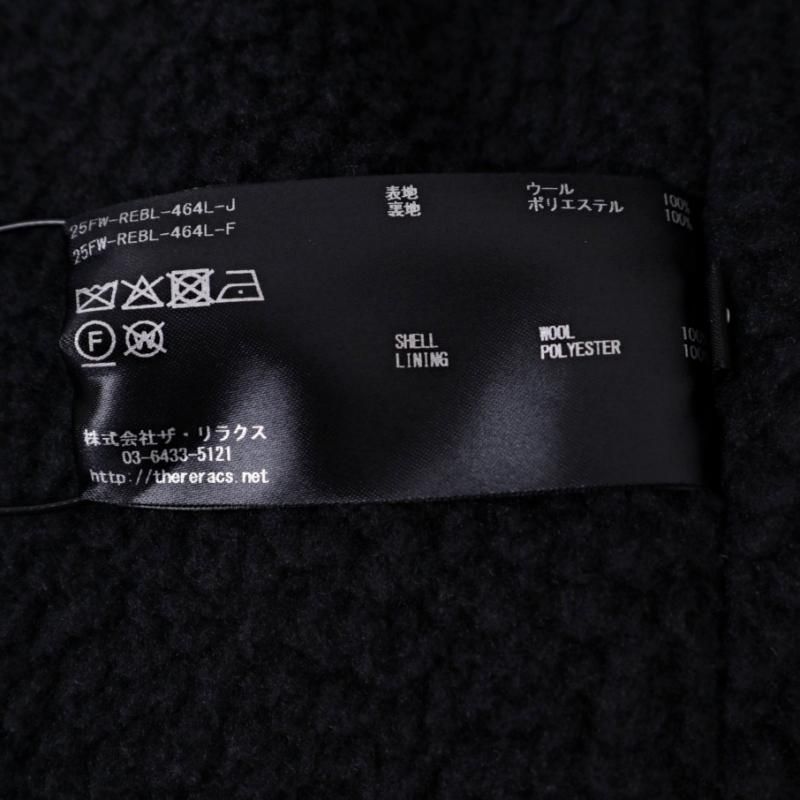 25FW-REBL-464L-J
25FW-REBL-464L-F
表地 ウール 100%
裏地 ポリエステル 100%
F
W
SHELL WOOL 100%
LINING POLYESTER 100%
株式会社ザ・リラクス
03-6433-5121
http://thereracs.net